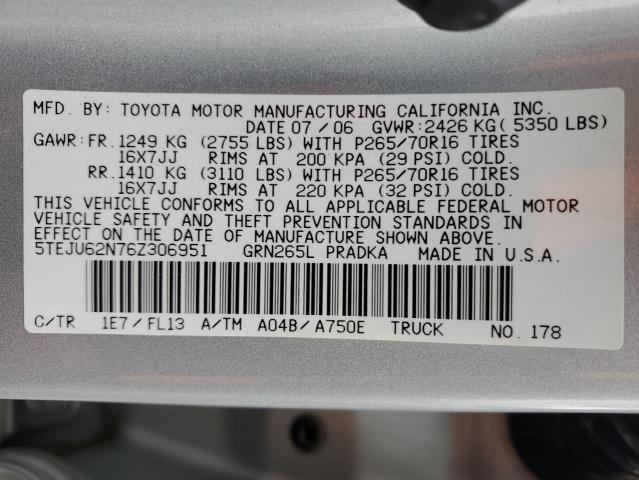 MFD. BY: TOYOTA MOTOR MANUFACTURING CALIFORNIA INC.
DATE 07/06 GVWR:2426 KG( 5350 LBS)
GAWR:FR.1249 KG (2755 LBS) WITH P265/70R16 TIRES
16X7JJ RIMS AT 200 KPA (29 PSI) COLD.
RR.1410 KG (3110 LBS) WITH P265/70R16 TIRES
16X7JJ RIMS AT 220 KPA (32 PSI) COLD.
THIS VEHICLE CONFORMS TO ALL APPLICABLE FEDERAL MOTOR
VEHICLE SAFETY AND THEFT PREVENTION STANDARDS IN
EFFECT ON THE DATE OF MANUFACTURE SHOWN ABOVE.
5TEJU62N76Z306951 GRN265L PRADKA MADE IN U.S.A.
C/TR 1E7/FL13 A/TM A04B/A750E TRUCK NO. 178